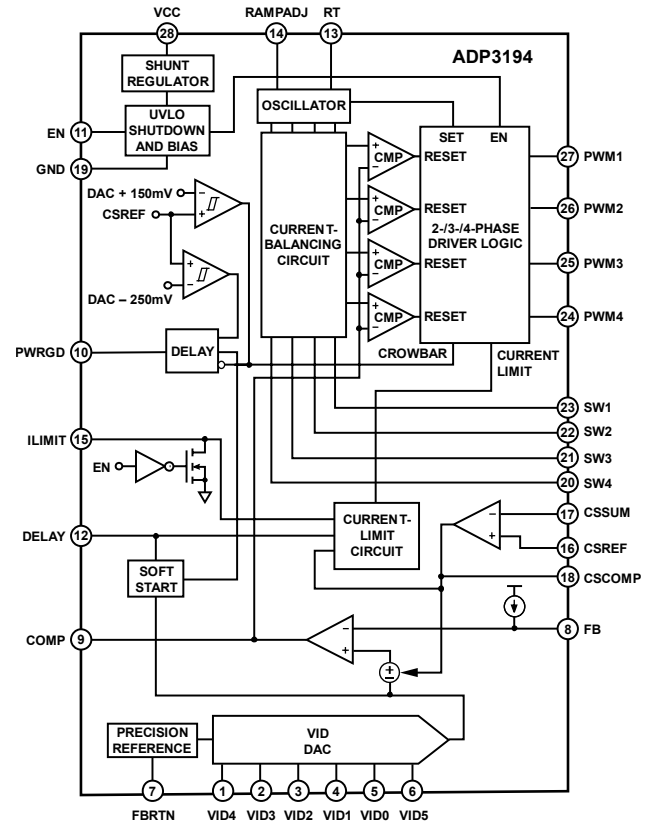 VCC
RAMPADJ
RT
28
14
13
ADP3194
SHUNT
REGULATOR
OSCILLATOR
SET
EN
EN
11
UVLO
SHUTDOWN
AND BIAS
GND
19
+
–
CMP
RESET
27
PWM1
DAC + 150mV
–
CSREF
+
+
–
CMP
RESET
26
PWM2
CURRENT-
BALANCING
CIRCUIT
2-/3-/4-PHASE
DRIVER LOGIC
+
–
DAC – 250mV
+
–
CMP
RESET
25
PWM3
+
–
CMP
RESET
24
PWM4
PWRGD
10
DELAY
CROWBAR
CURRENT
LIMIT
23
SW1
ILIMIT
15
22
SW2
EN
21
SW3
20
SW4
DELAY
12
CURRENT-
LIMIT
CIRCUIT
–
+
17
CSSUM
16
CSREF
SOFT
START
18
CSCOMP
COMP
9
–
+
8
FB
+
–
PRECISION
REFERENCE
VID
DAC
7
1
2
3
4
5
6
FBRTN
VID4
VID3
VID2
VID1
VID0
VID5